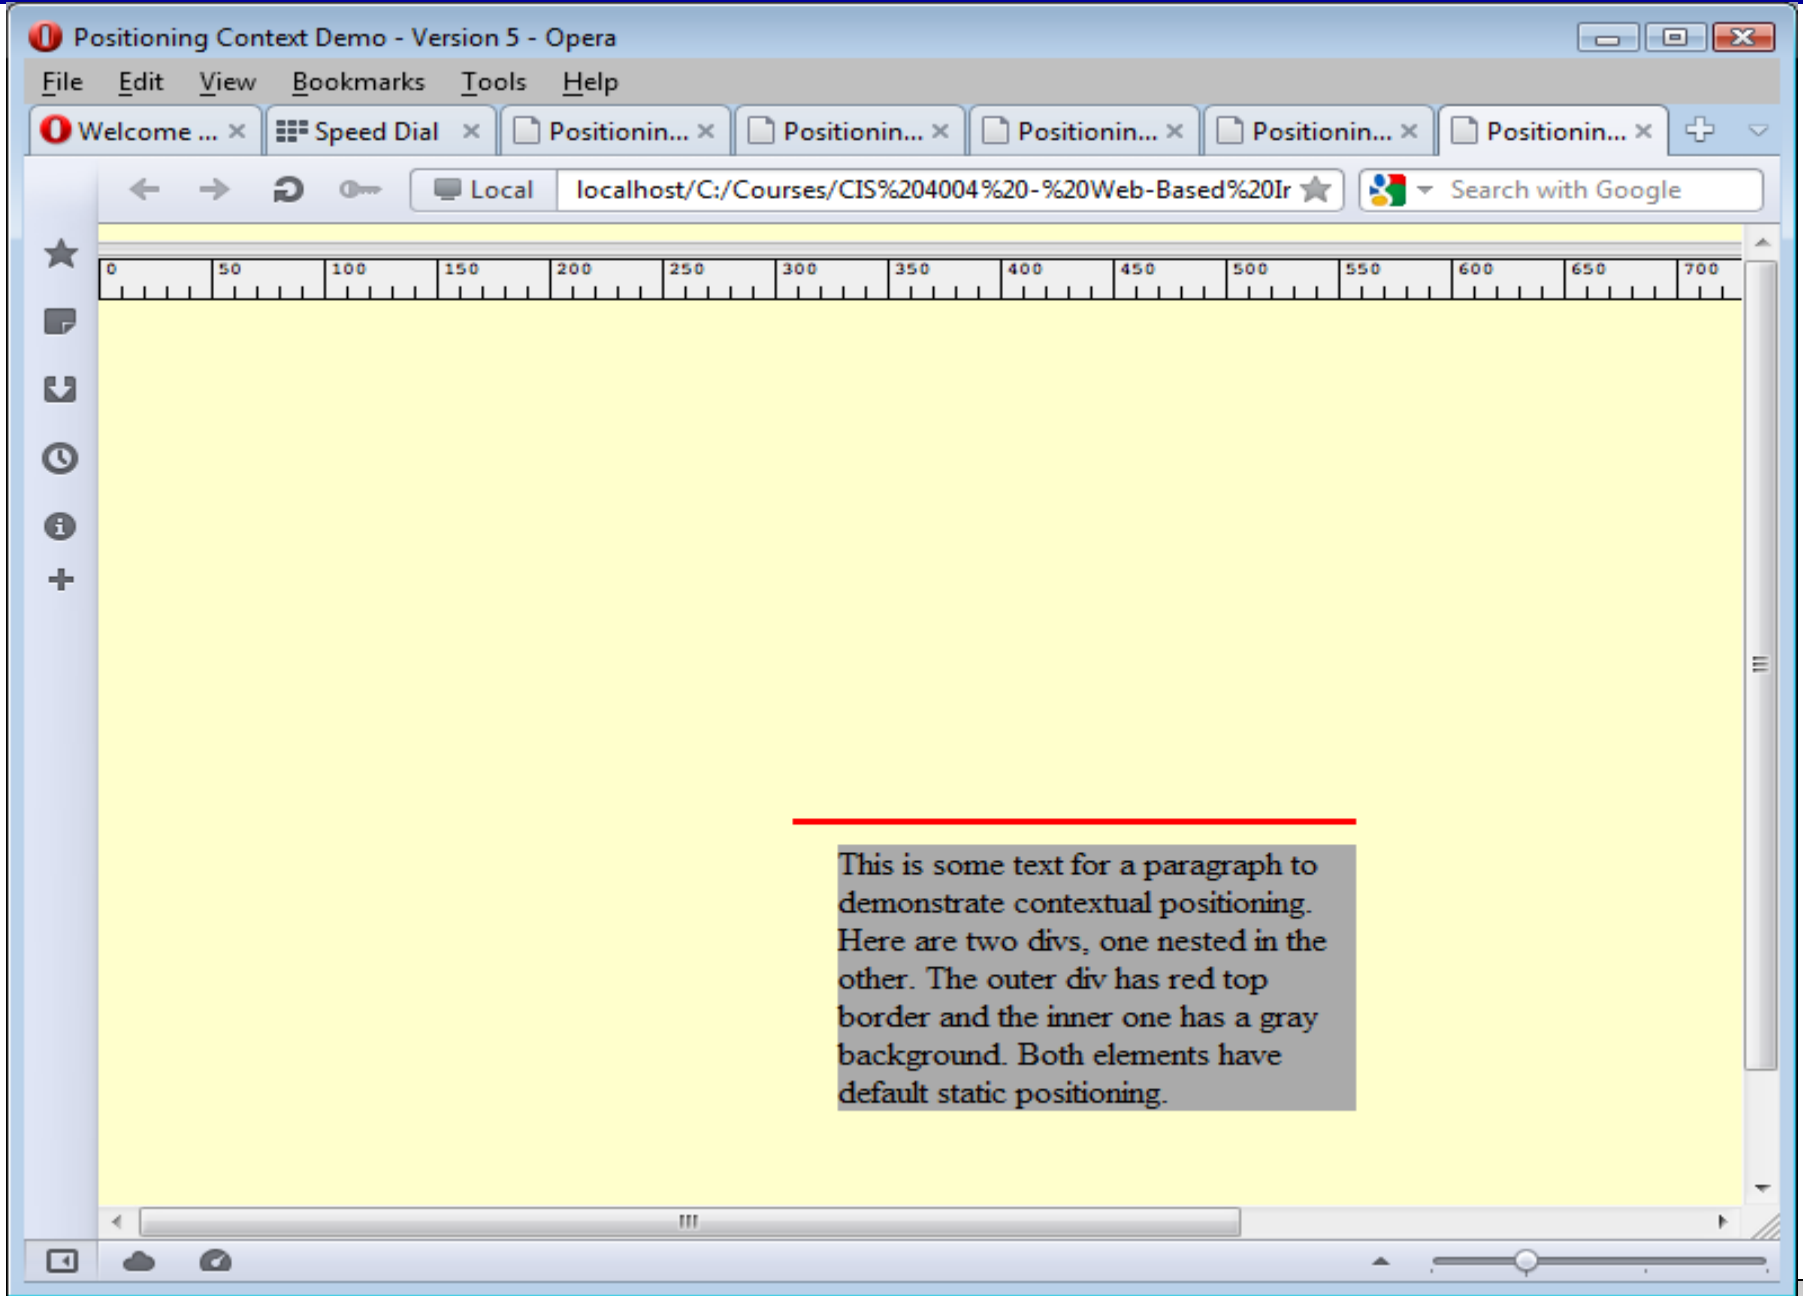 Positioning Context Demo - Version 5 - Opera
File Edit View Bookmarks Tools Help
Welcome ... Speed Dial Positionin... Positionin... Positionin... Positionin... Positionin...
Local localhost/C:/Courses/CIS%204004%20-%20Web-Based%20Ir Search with Google
0 50 100 150 200 250 300 350 400 450 500 550 600 650 700
This is some text for a paragraph to
demonstrate contextual positioning.
Here are two divs, one nested in the
other. The outer div has red top
border and the inner one has a gray
background. Both elements have
default static positioning.